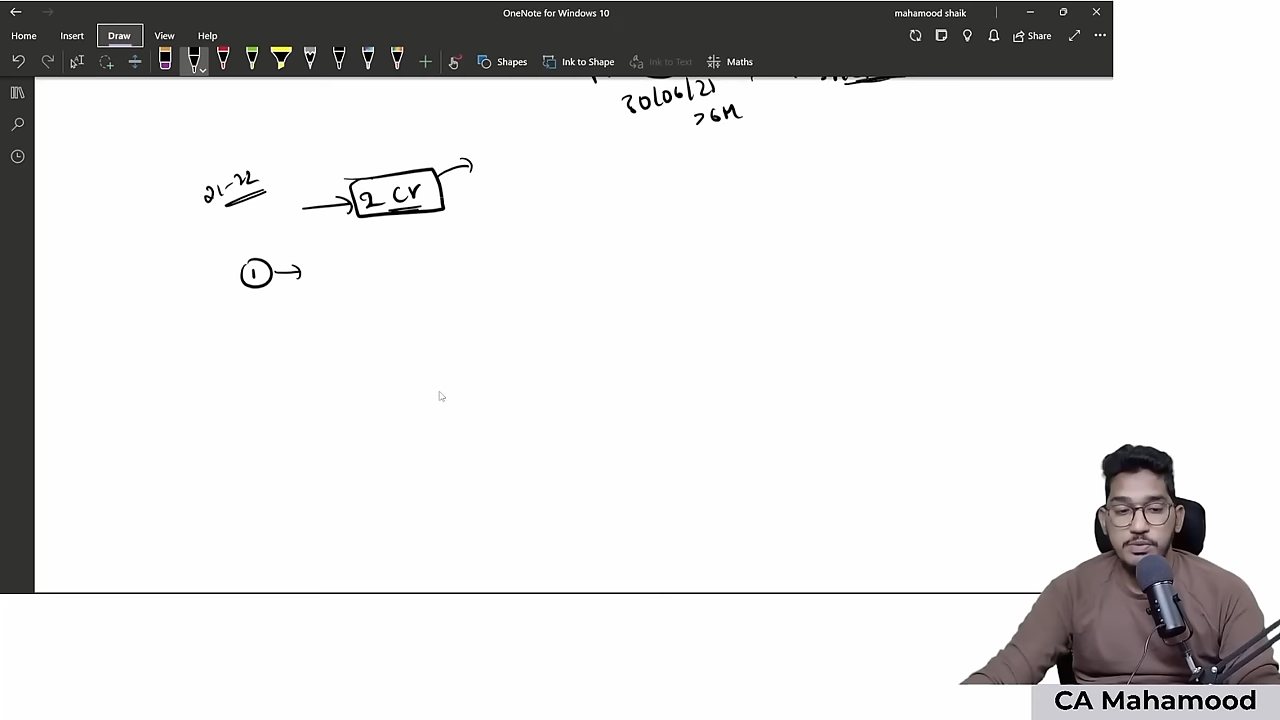 OneNote for Windows 10
mahamood shaik
Home Insert Draw View Help
Share
Shapes Ink to Shape Ink to Text Maths
30/06/21
>6M
21-22
2 Cr
1
CA Mahamood